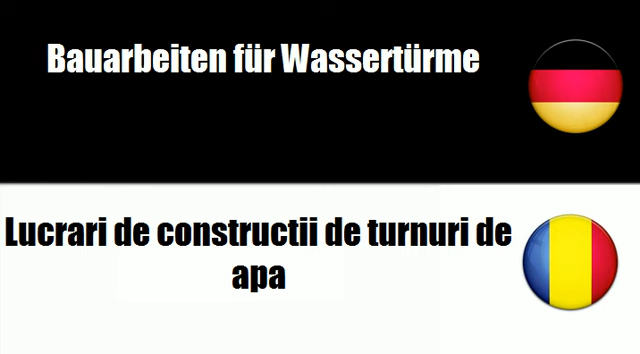 Bauarbeiten für Wassertürme
Lucrari de constructii de turnuri de
apa